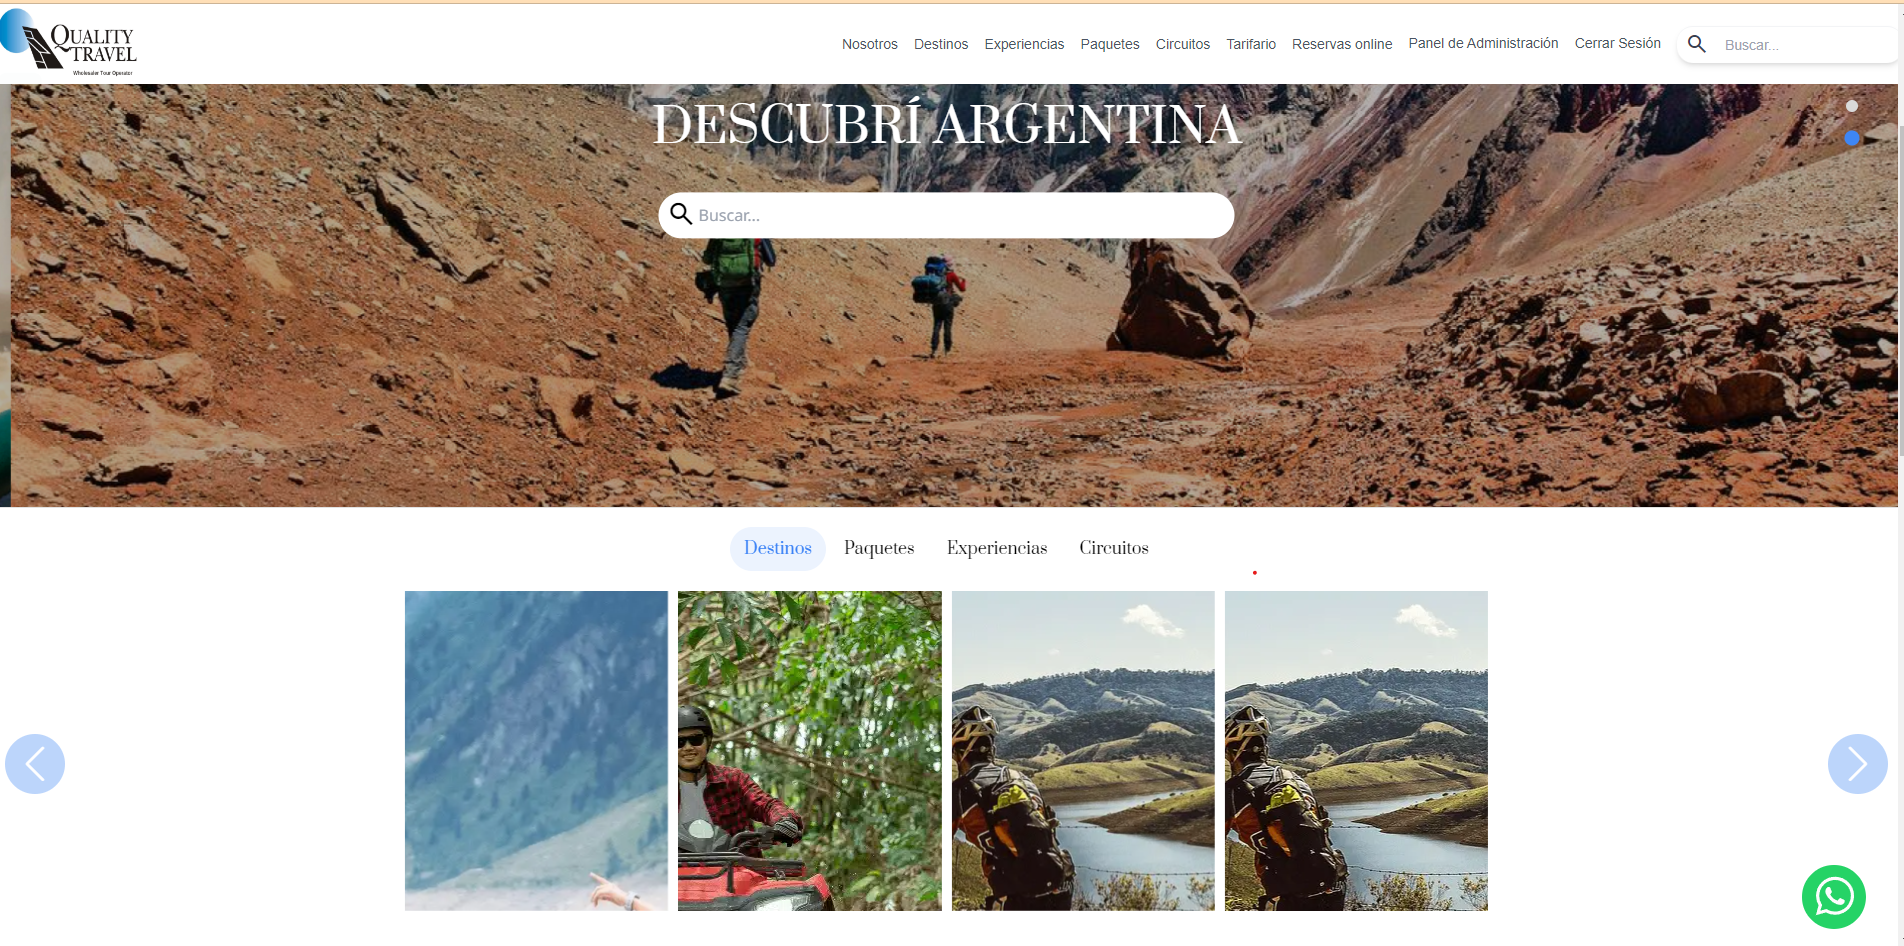 QUALITY
TRAVEL
Wholesaler Tour Operator
Nosotros Destinos Experiencias Paquetes Circuitos Tarifario Reservas online Panel de Administración Cerrar Sesión Buscar...
DESCUBRÍ ARGENTINA
Buscar...
Destinos Paquetes Experiencias Circuitos